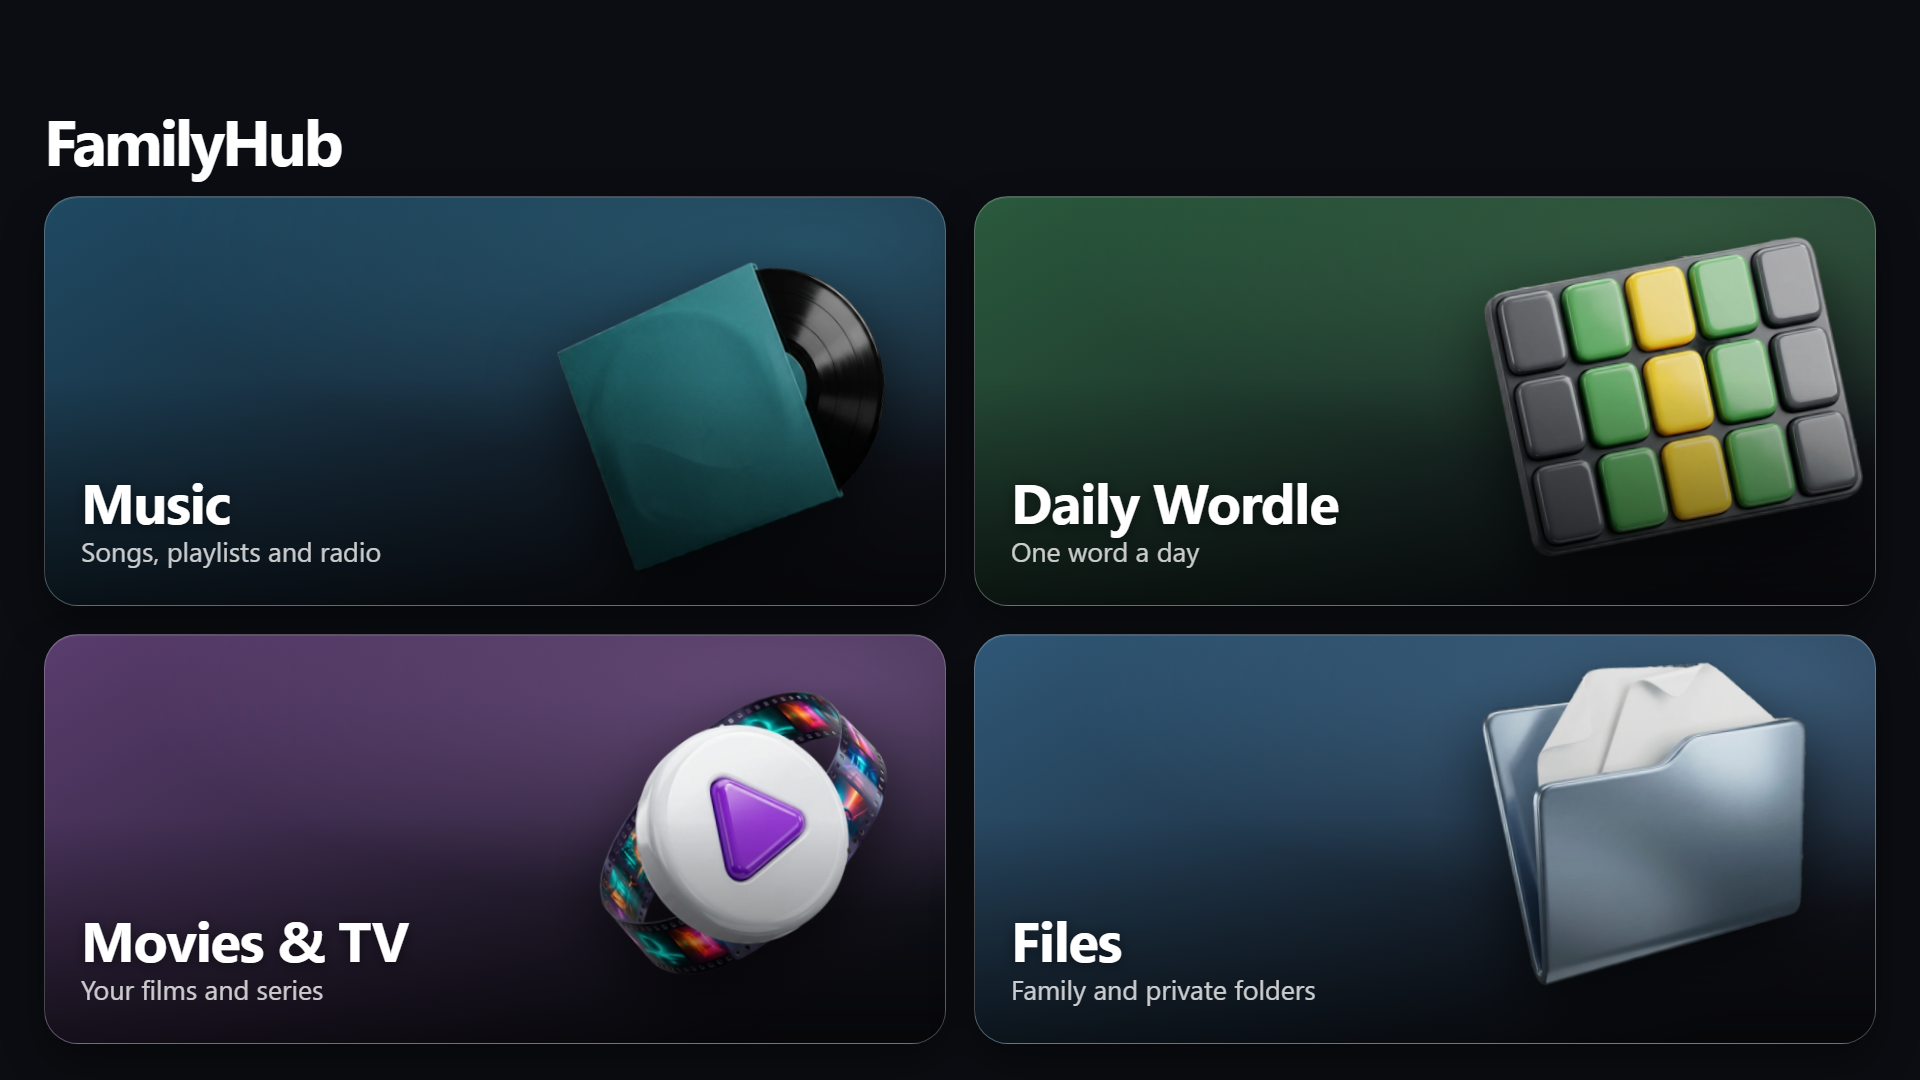 FamilyHub
Music
Songs, playlists and radio
Daily Wordle
One word a day
Movies & TV
Your films and series
Files
Family and private folders